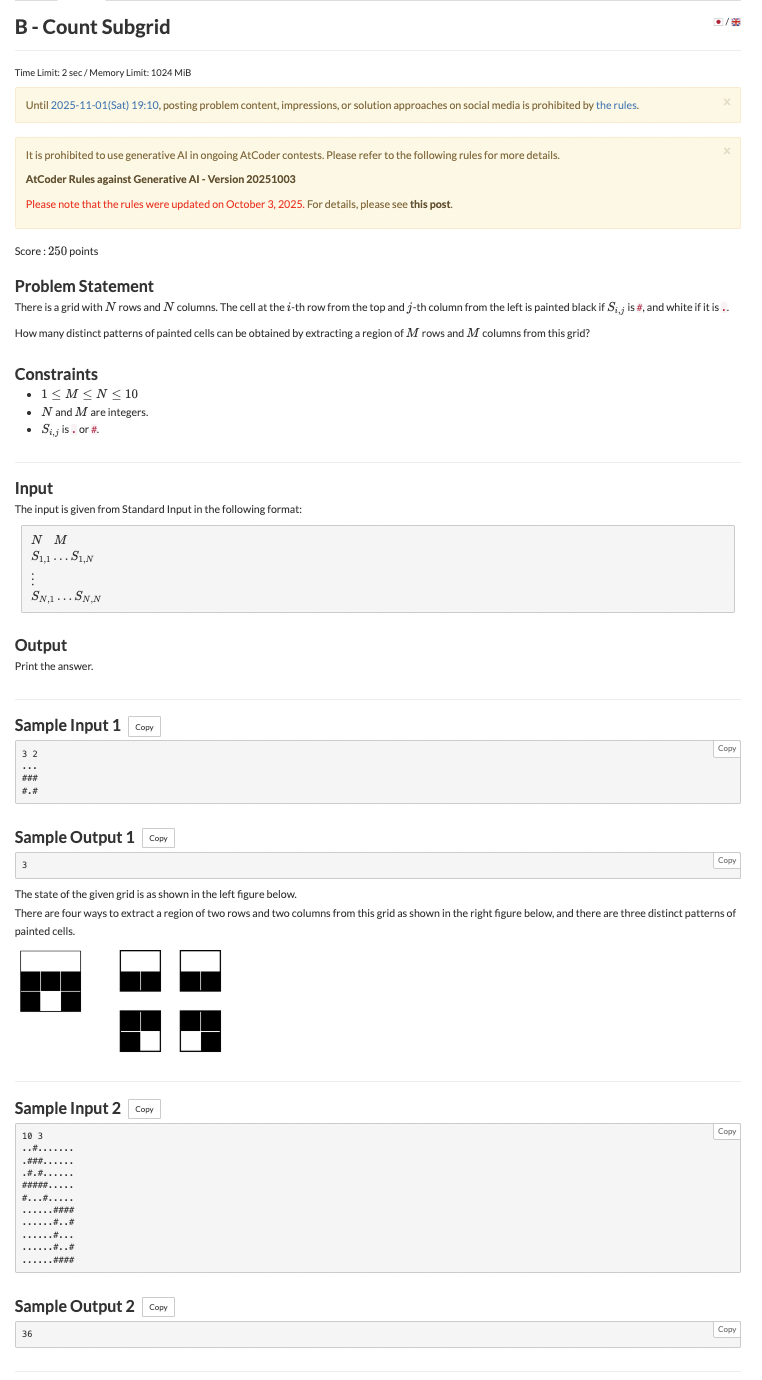 B - Count Subgrid
/
Time Limit: 2 sec / Memory Limit: 1024 MiB
Until 2025-11-01(Sat) 19:10, posting problem content, impressions, or solution approaches on social media is prohibited by the rules.
×
It is prohibited to use generative AI in ongoing AtCoder contests. Please refer to the following rules for more details.
×
AtCoder Rules against Generative AI - Version 20251003
Please note that the rules were updated on October 3, 2025. For details, please see this post.
Score : 250 points
Problem Statement
There is a grid with N rows and N columns. The cell at the i-th row from the top and j-th column from the left is painted black if S_{i,j} is #, and white if it is ..
How many distinct patterns of painted cells can be obtained by extracting a region of M rows and M columns from this grid?
Constraints
• 1 ≤ M ≤ N ≤ 10
• N and M are integers.
• S_{i,j} is . or #.
Input
The input is given from Standard Input in the following format:
N M
S_{1,1} … S_{1,N}
⋮
S_{N,1} … S_{N,N}
Output
Print the answer.
Sample Input 1 Copy
Copy
3 2
...
###
#.#
Sample Output 1 Copy
Copy
3
The state of the given grid is as shown in the left figure below.
There are four ways to extract a region of two rows and two columns from this grid as shown in the right figure below, and there are three distinct patterns of
painted cells.
Sample Input 2 Copy
Copy
10 3
..#.......
.###......
.#.#......
#####.....
#...#.....
......####
......#..#
......#...
......#..#
......####
Sample Output 2 Copy
Copy
36